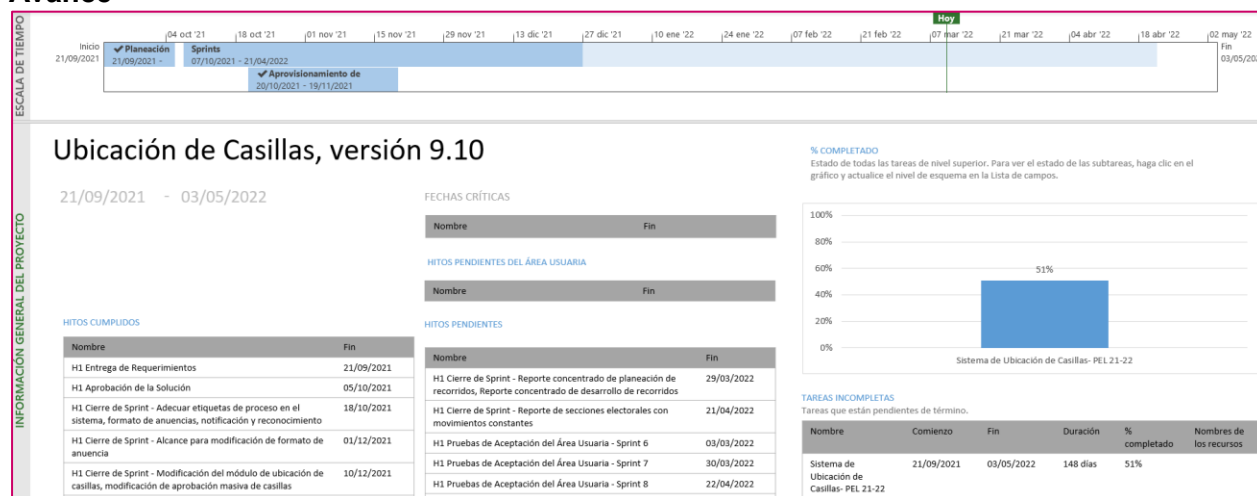 Avance
ESCALA DE TIEMPO
Hoy
04 oct '21
18 oct '21
01 nov '21
15 nov '21
29 nov '21
13 dic '21
27 dic '21
10 ene '22
24 ene '22
07 feb '22
21 feb '22
07 mar '22
21 mar '22
04 abr '22
18 abr '22
02 may '22
Inicio
21/09/2021
✔Planeación
21/09/2021 -
Sprints
07/10/2021 - 21/04/2022
✔Aprovisionamiento de
20/10/2021 - 19/11/2021
Fin
INFORMACIÓN GENERAL DEL PROYECTO
Ubicación de Casillas, versión 9.10
21/09/2021 - 03/05/2022
HITOS CUMPLIDOS
Nombre Fin
H1 Entrega de Requerimientos 21/09/2021
H1 Aprobación de la Solución 05/10/2021
H1 Cierre de Sprint - Adecuar etiquetas de proceso en el 18/10/2021
sistema, formato de anuencias, notificación y reconocimiento
H1 Cierre de Sprint - Alcance para modificación de formato de 01/12/2021
anuencia
H1 Cierre de Sprint - Modificación del módulo de ubicación de 10/12/2021
casillas, modificación de aprobación masiva de casillas
FECHAS CRÍTICAS
Nombre Fin
HITOS PENDIENTES DEL ÁREA USUARIA
Nombre Fin
HITOS PENDIENTES
Nombre Fin
H1 Cierre de Sprint - Reporte concentrado de planeación de 29/03/2022
recorridos, Reporte concentrado de desarrollo de recorridos
H1 Cierre de Sprint - Reporte de secciones electorales con 21/04/2022
movimientos constantes
H1 Pruebas de Aceptación del Área Usuaria - Sprint 6 03/03/2022
H1 Pruebas de Aceptación del Área Usuaria - Sprint 7 30/03/2022
H1 Pruebas de Aceptación del Área Usuaria - Sprint 8 22/04/2022
% COMPLETADO
Estado de todas las tareas de nivel superior. Para ver el estado de las subtareas, haga clic en el
gráfico y actualice el nivel de esquema en la Lista de campos.
100%
80%
60%
40%
20%
0%
51%
Sistema de Ubicación de Casillas- PEL 21-22
TAREAS INCOMPLETAS
Tareas que están pendientes de término.
Nombre Comienzo Fin Duración % Nombres de
completado los recursos
Sistema de 21/09/2021 03/05/2022 148 días 51%
Ubicación de
Casillas- PEL 21-22